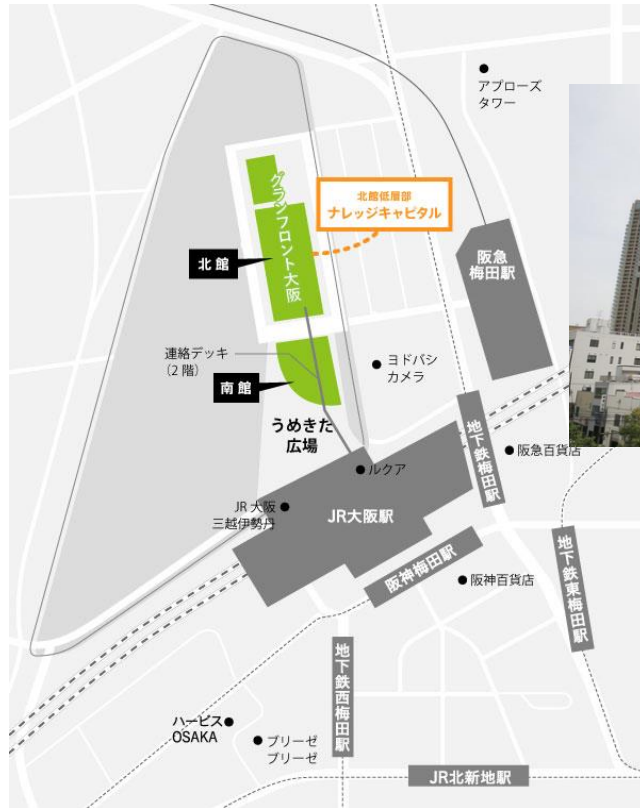 アプローズ
タワー
北館低層部
ナレッジキャピタル
グランフロント大阪
阪急
梅田駅
北館
連絡デッキ
(2階)
ヨドバシ
カメラ
南館
うめきた
広場
地下鉄梅田駅
阪急百貨店
ルクア
JR大阪
三越伊勢丹
JR大阪駅
阪神梅田駅
阪神百貨店
地下鉄東梅田駅
地下鉄西梅田駅
ハービス
OSAKA
ブリーゼ
ブリーゼ
JR北新地駅